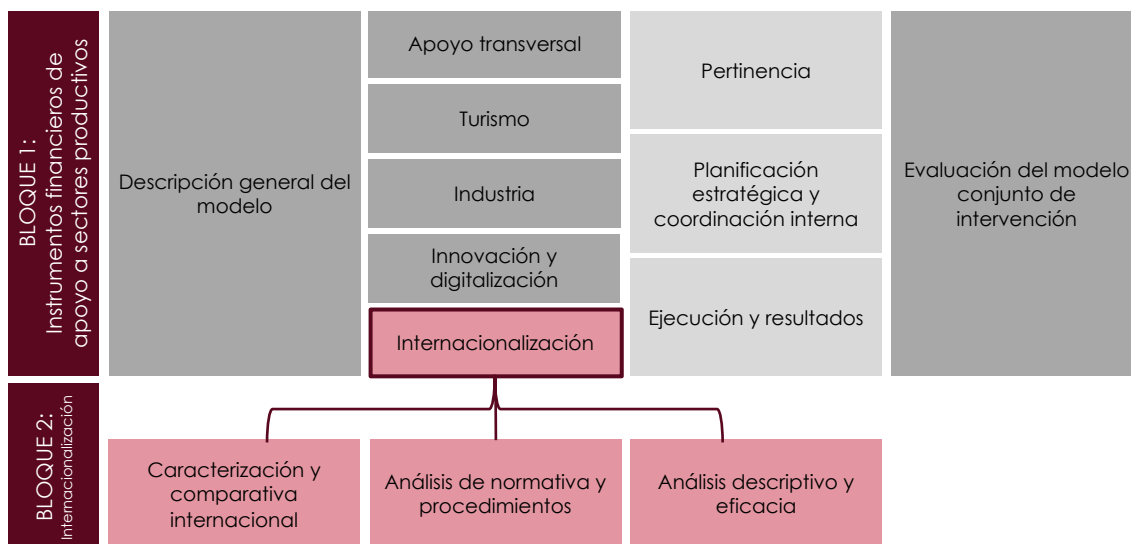 BLOQUE 1:
Instrumentos financieros de
apoyo a sectores productivos
Descripción general del
modelo
Apoyo transversal
Turismo
Industria
Innovación y
digitalización
Internacionalización
Pertinencia
Planificación
estratégica y
coordinación interna
Ejecución y resultados
Evaluación del modelo
conjunto de
intervención
BLOQUE 2:
Internacionalización
Caracterización y
comparativa
internacional
Análisis de normativa y
procedimientos
Análisis descriptivo y
eficacia